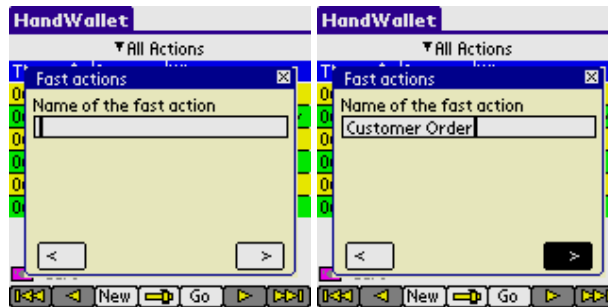 HandWallet
All Actions
Fast actions
Name of the fast action
< >
New Go
HandWallet
All Actions
Fast actions
Name of the fast action
Customer Order
< >
New Go